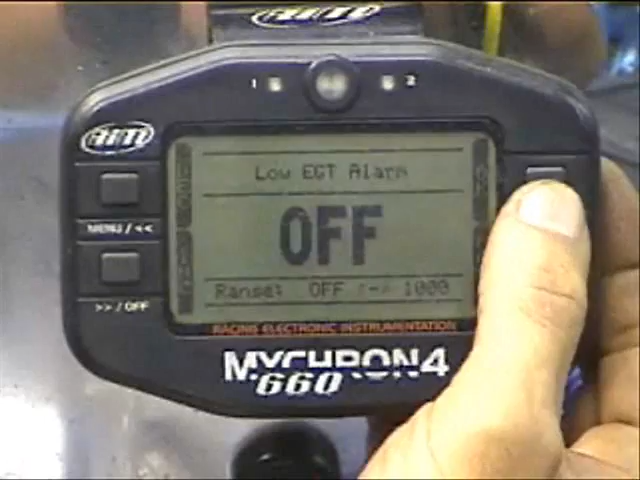 AIM
1 2
AIM
Low EGT Alarm
OFF
Range: OFF <-> 1000
MENU / <<
>> / OFF
RACING ELECTRONIC INSTRUMENTATION
MYCHRON4
660